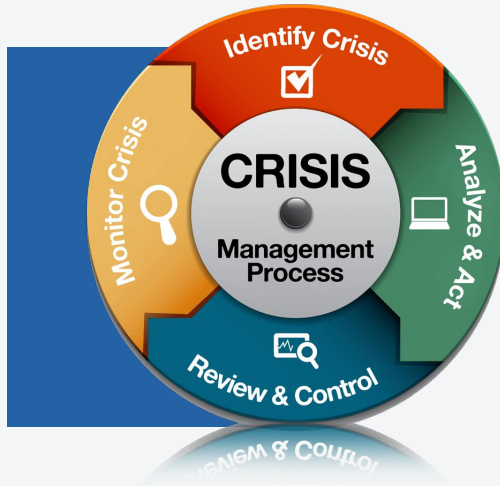 Identify Crisis
Analyze & Act
Review & Control
Monitor Crisis
CRISIS
Management
Process